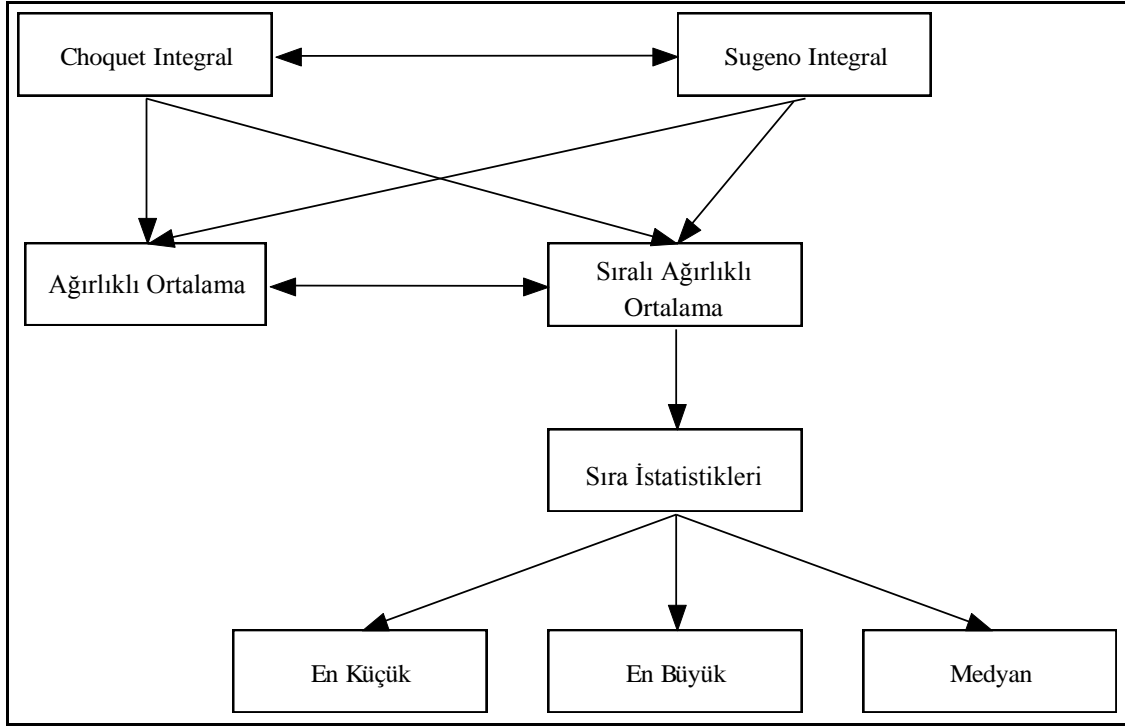 Choquet Integral
Sugeno Integral
Ağırlıklı Ortalama
Sıralı Ağırlıklı
Ortalama
Sıra İstatistikleri
En Küçük
En Büyük
Medyan